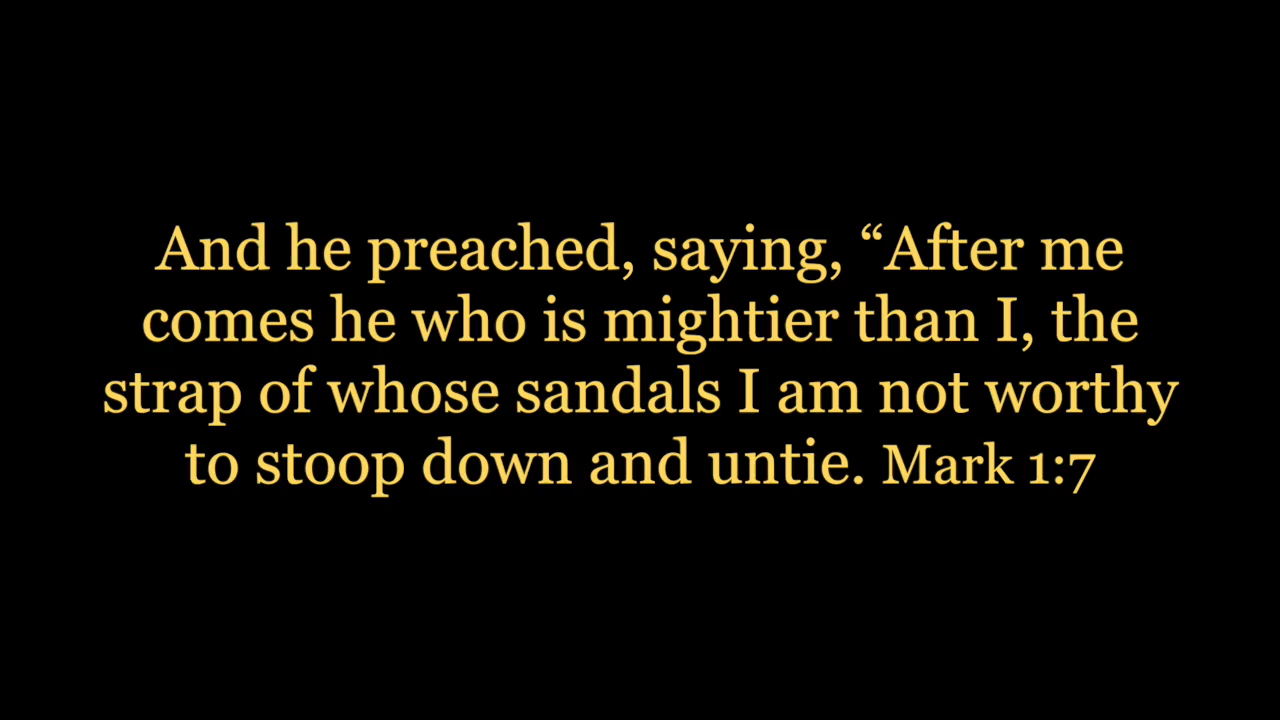 And he preached, saying, “After me
comes he who is mightier than I, the
strap of whose sandals I am not worthy
to stoop down and untie. Mark 1:7